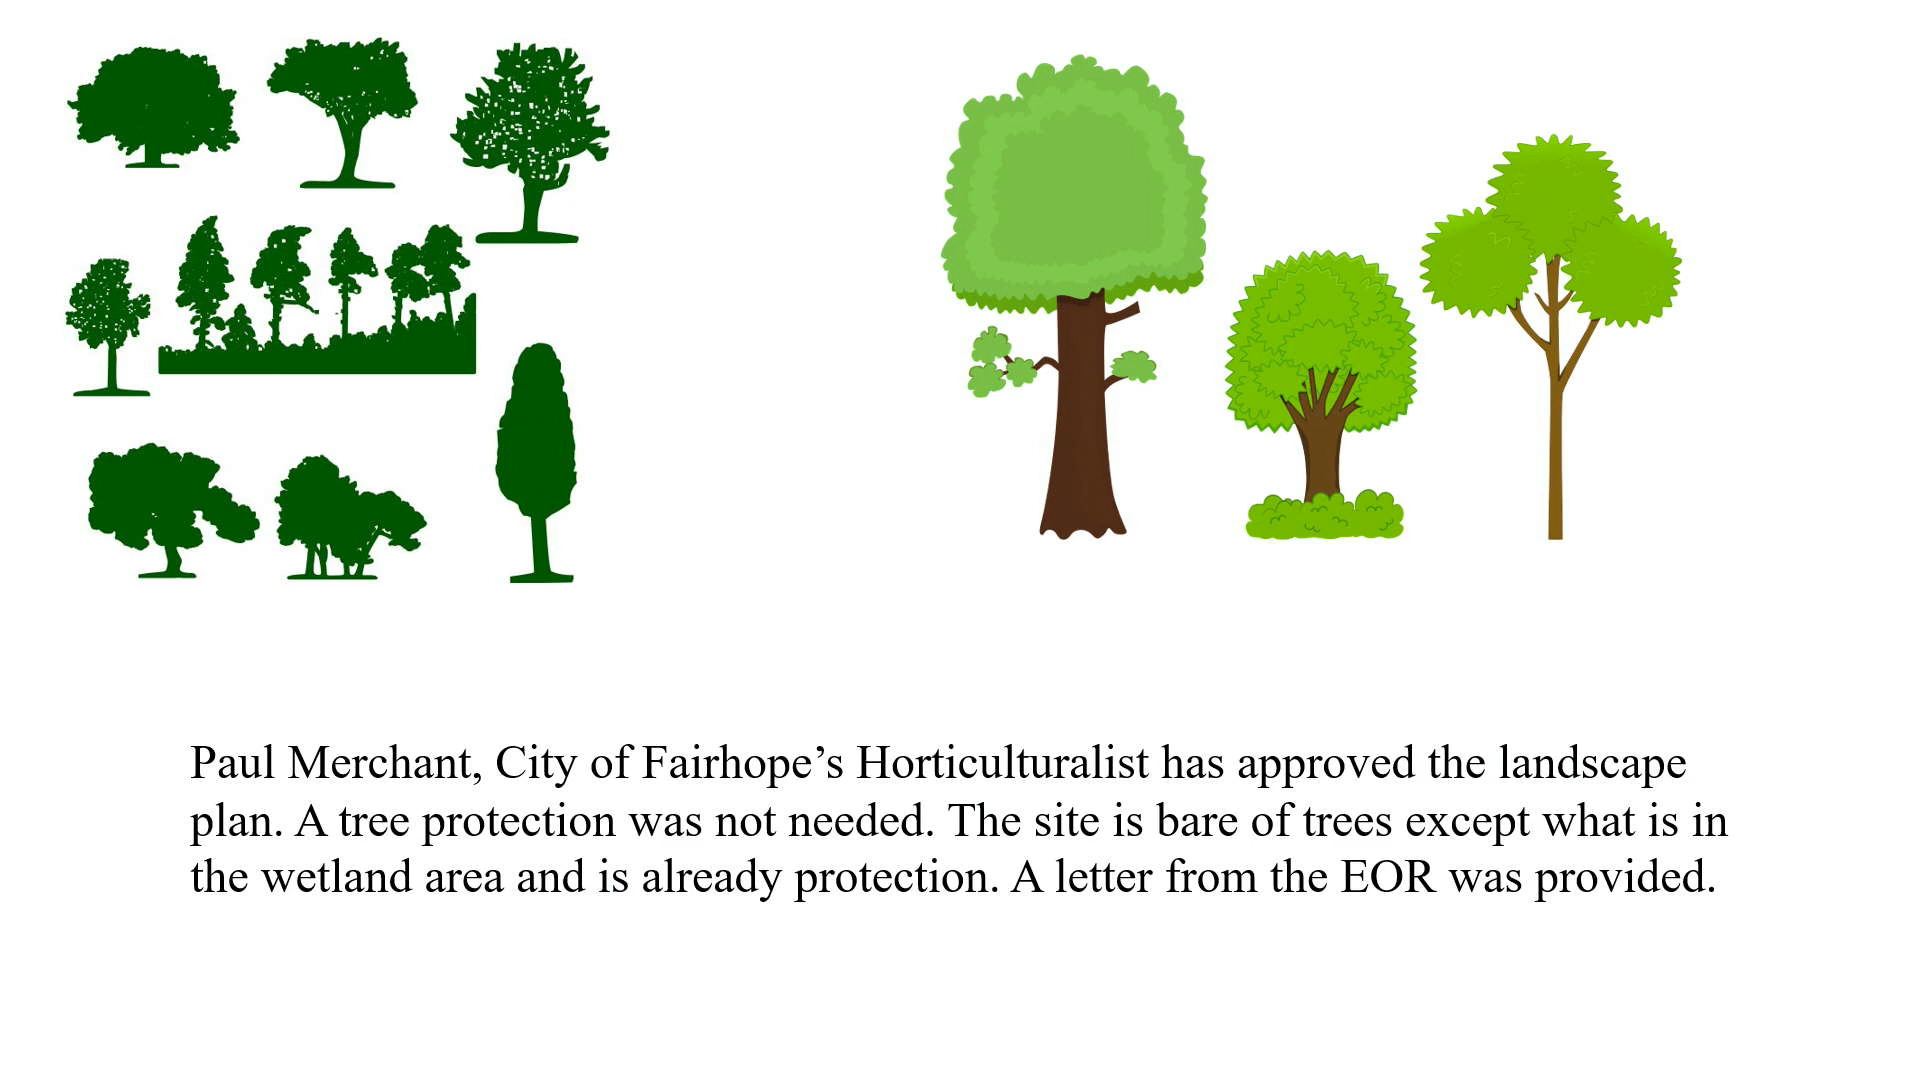 Paul Merchant, City of Fairhope’s Horticulturalist has approved the landscape
plan. A tree protection was not needed. The site is bare of trees except what is in
the wetland area and is already protection. A letter from the EOR was provided.